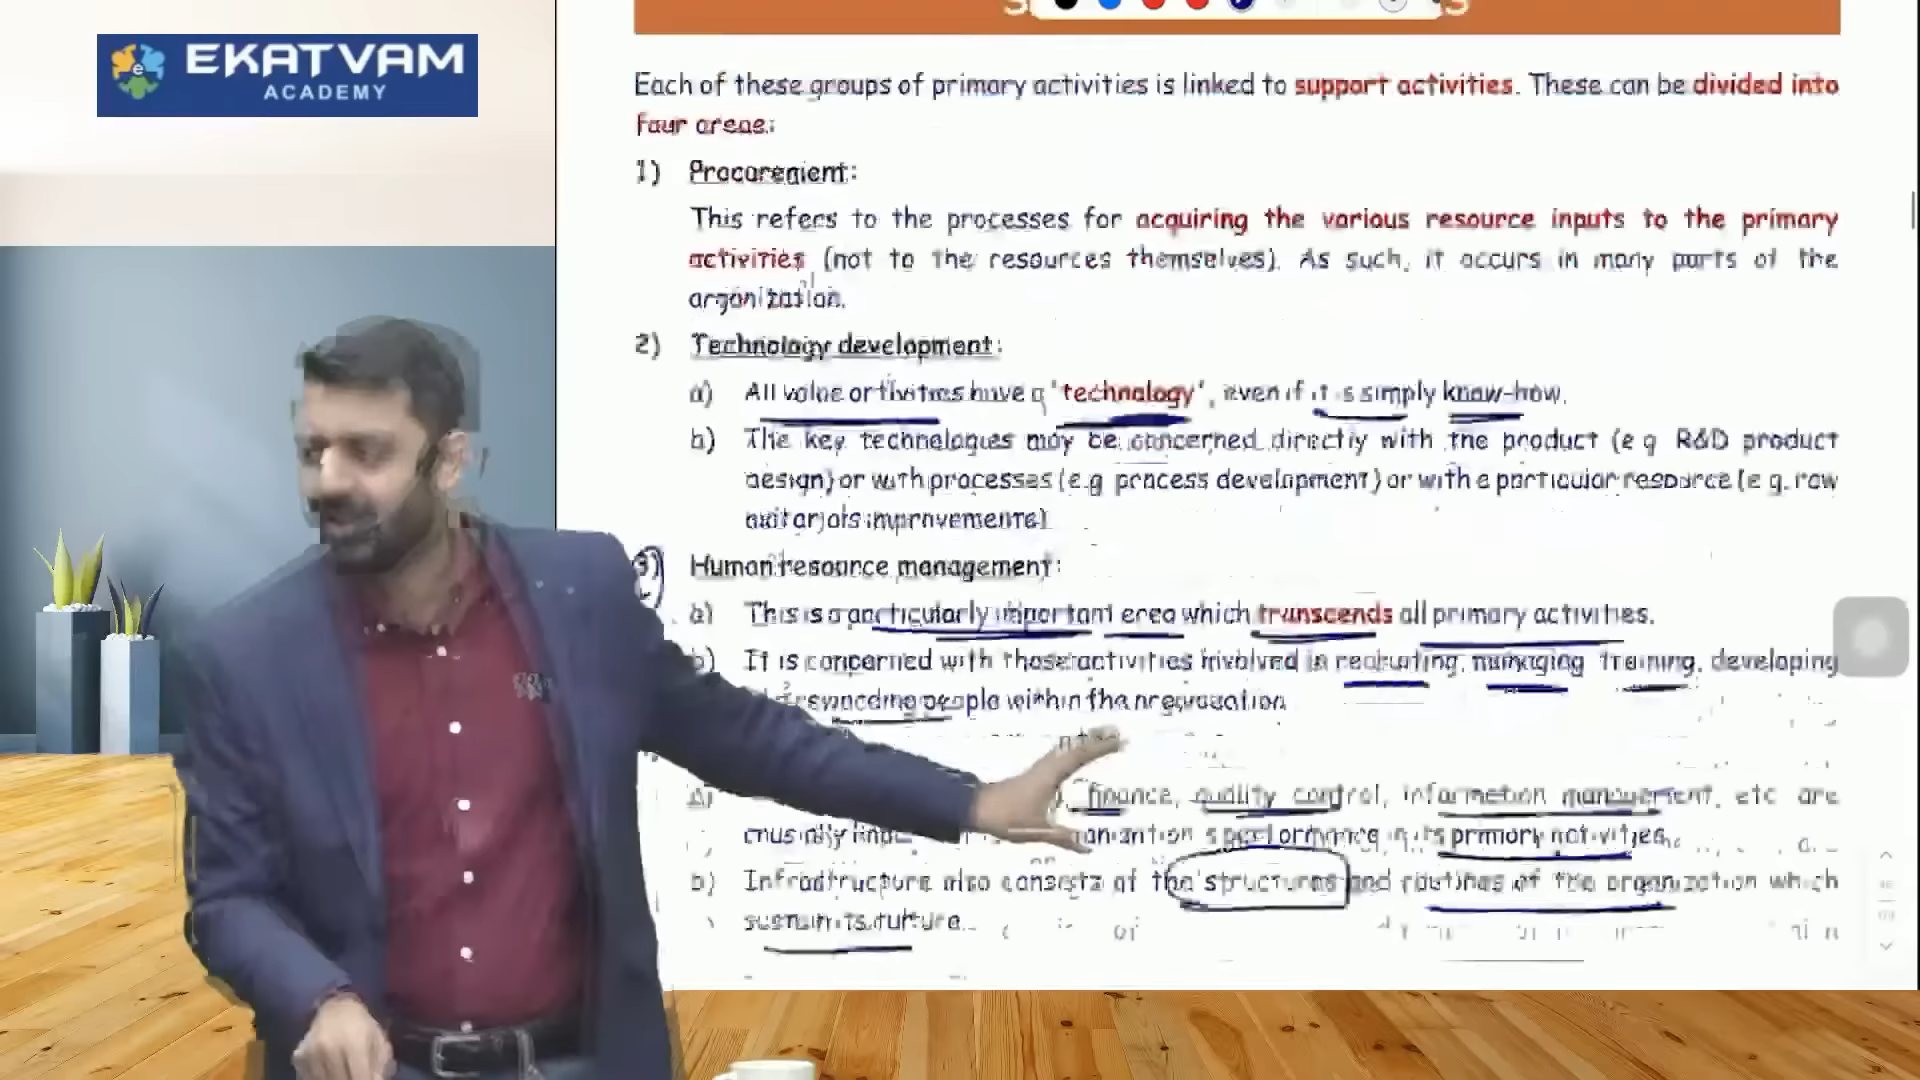 EKATVAM
ACADEMY
Each of these groups of primary activities is linked to support activities. These can be divided into
four areas:
1) Procurement:
This refers to the processes for acquiring the various resource inputs to the primary
activities (not to the resources themselves). As such, it occurs in many parts of the
organization.
2) Technology development:
a) All value activities have a 'technology', even if it is simply know-how.
b) The key technologies may be concerned directly with the product (e.g. R&D product
design) or with processes (e.g. process development) or with a particular resource (e.g. raw
materials improvements)
3) Human resource management:
a) This is a particularly important area which transcends all primary activities.
b) It is concerned with those activities involved in recruiting, managing, training, developing
rewarding people within the organization.
finance, quality control, information management, etc. are
crucially performance in its primary activities.
b) Infrastructure also consists of the structures and routines of the organization which
sustain its culture.